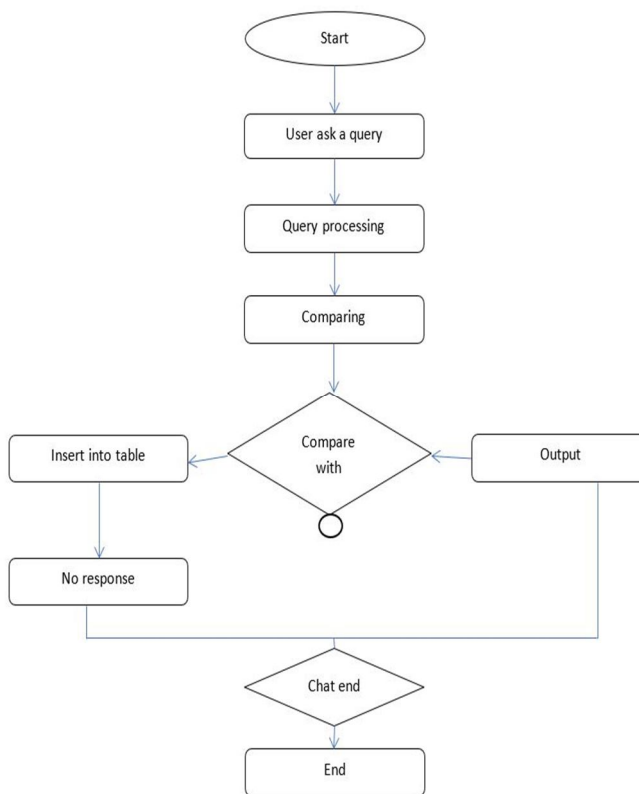 Start
User ask a query
Query processing
Comparing
Compare
with
Insert into table
Output
No response
Chat end
End